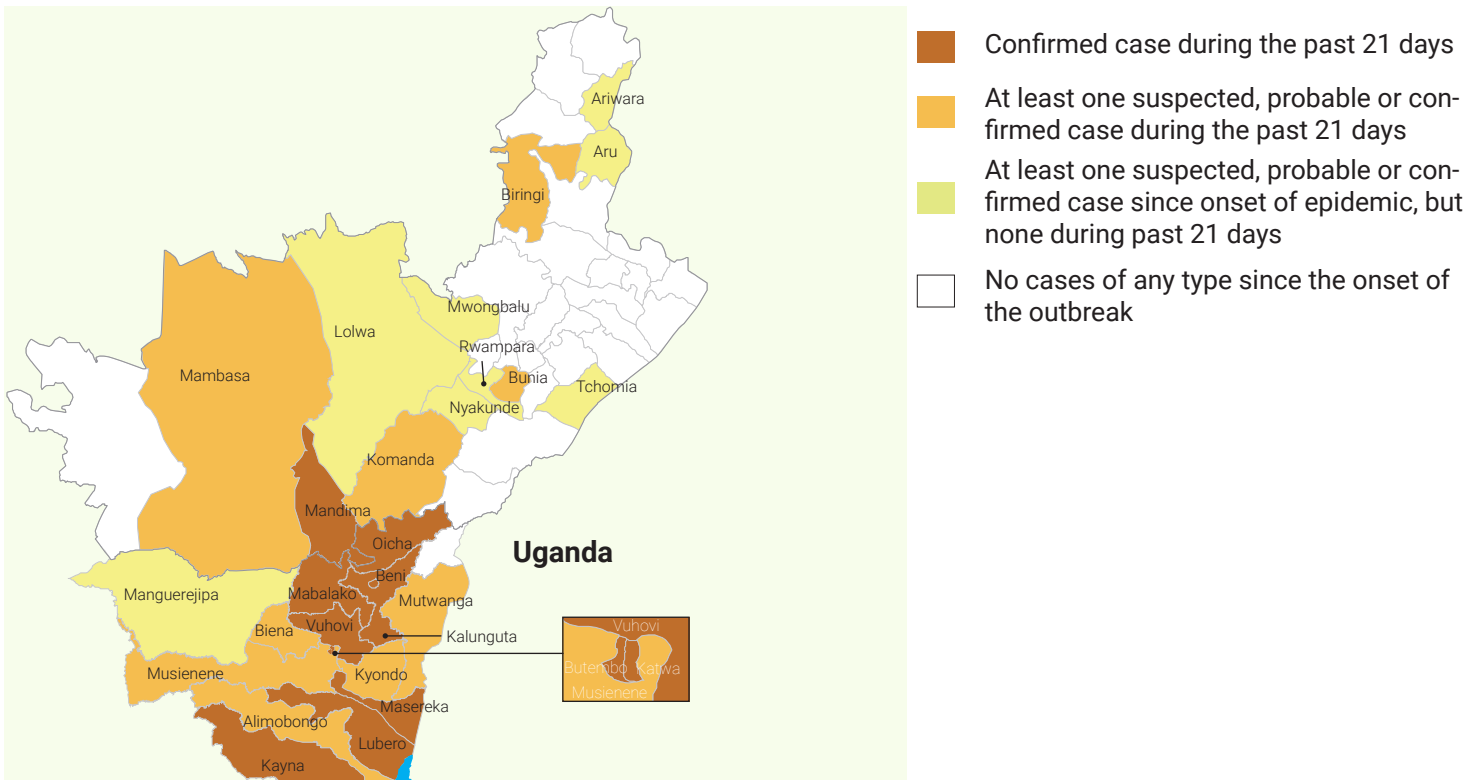 Confirmed case during the past 21 days
At least one suspected, probable or con-
firmed case during the past 21 days
At least one suspected, probable or con-
firmed case since onset of epidemic, but
none during past 21 days
No cases of any type since the onset of
the outbreak
Ariwara
Aru
Biringi
Mwongbalu
Lolwa
Rwampara
Mambasa
Bunia
Tchomia
Nyakunde
Komanda
Mandima
Oicha
Uganda
Beni
Manguerejipa
Mabalako
Mutwanga
Biena
Vuhovi
Kalunguta
Musienene
Kyondo
Masereka
Alimobongo
Lubero
Kayna
Vuhovi
Butembo
Katwa
Musienene